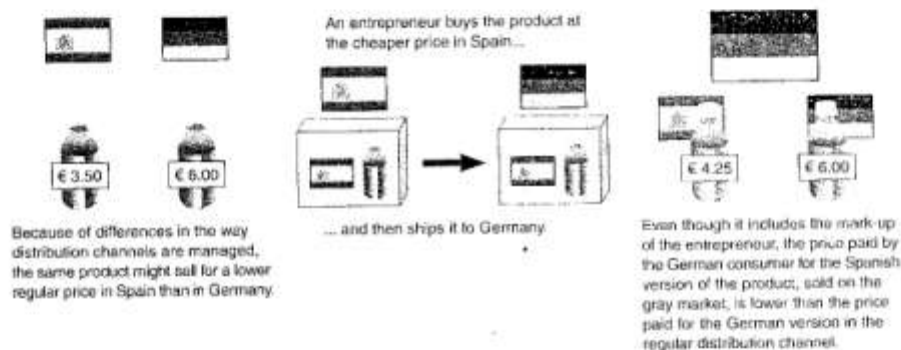 An entrepreneur buys the product at
the cheaper price in Spain...
€ 3.50
€ 6.00
Because of differences in the way
distribution channels are managed,
the same product might sell for a lower
regular price in Spain than in Germany.
... and then ships it to Germany.
€ 4.25
€ 6.00
Even though it includes the mark-up
of the entrepreneur, the price paid by
the German consumer for the Spanish
version of the product, sold on the
gray market, is lower than the price
paid for the German version in the
regular distribution channel.